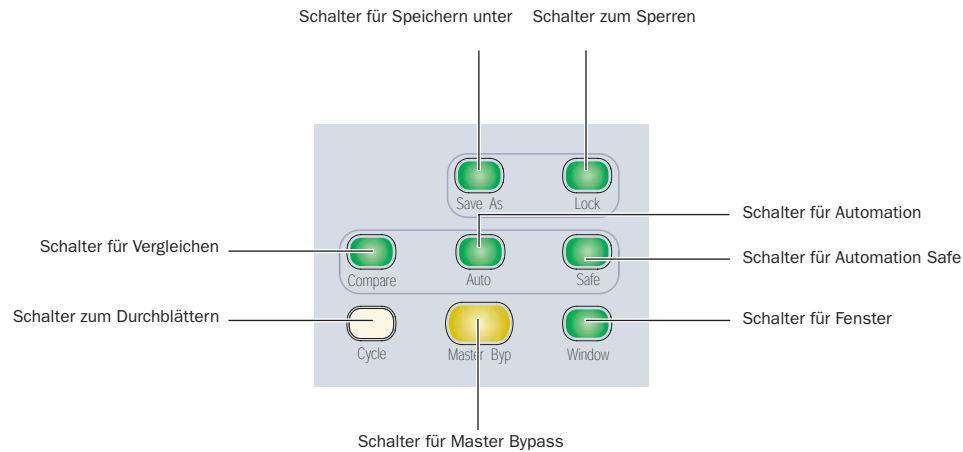 Schalter für Speichern unter
Schalter zum Sperren
Save As
Lock
Schalter für Automation
Schalter für Vergleichen
Schalter für Automation Safe
Compare
Auto
Safe
Schalter zum Durchblättern
Schalter für Fenster
Cycle
Master Byp
Window
Schalter für Master Bypass